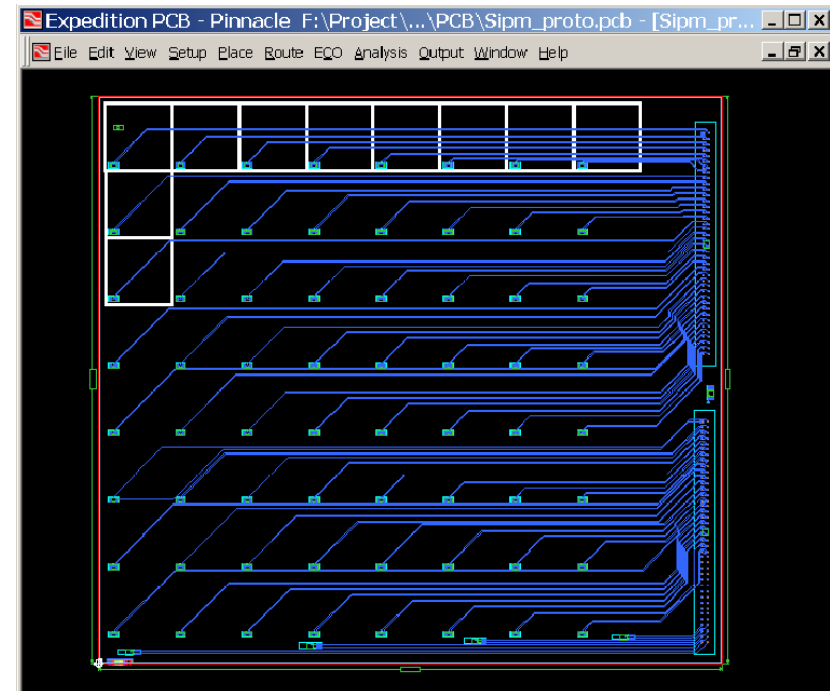 Expedition PCB - Pinnacle F:\Project\...\PCB\Sipm_proto.pcb - [Sipm_pr...
File Edit View Setup Place Route ECO Analysis Output Window Help